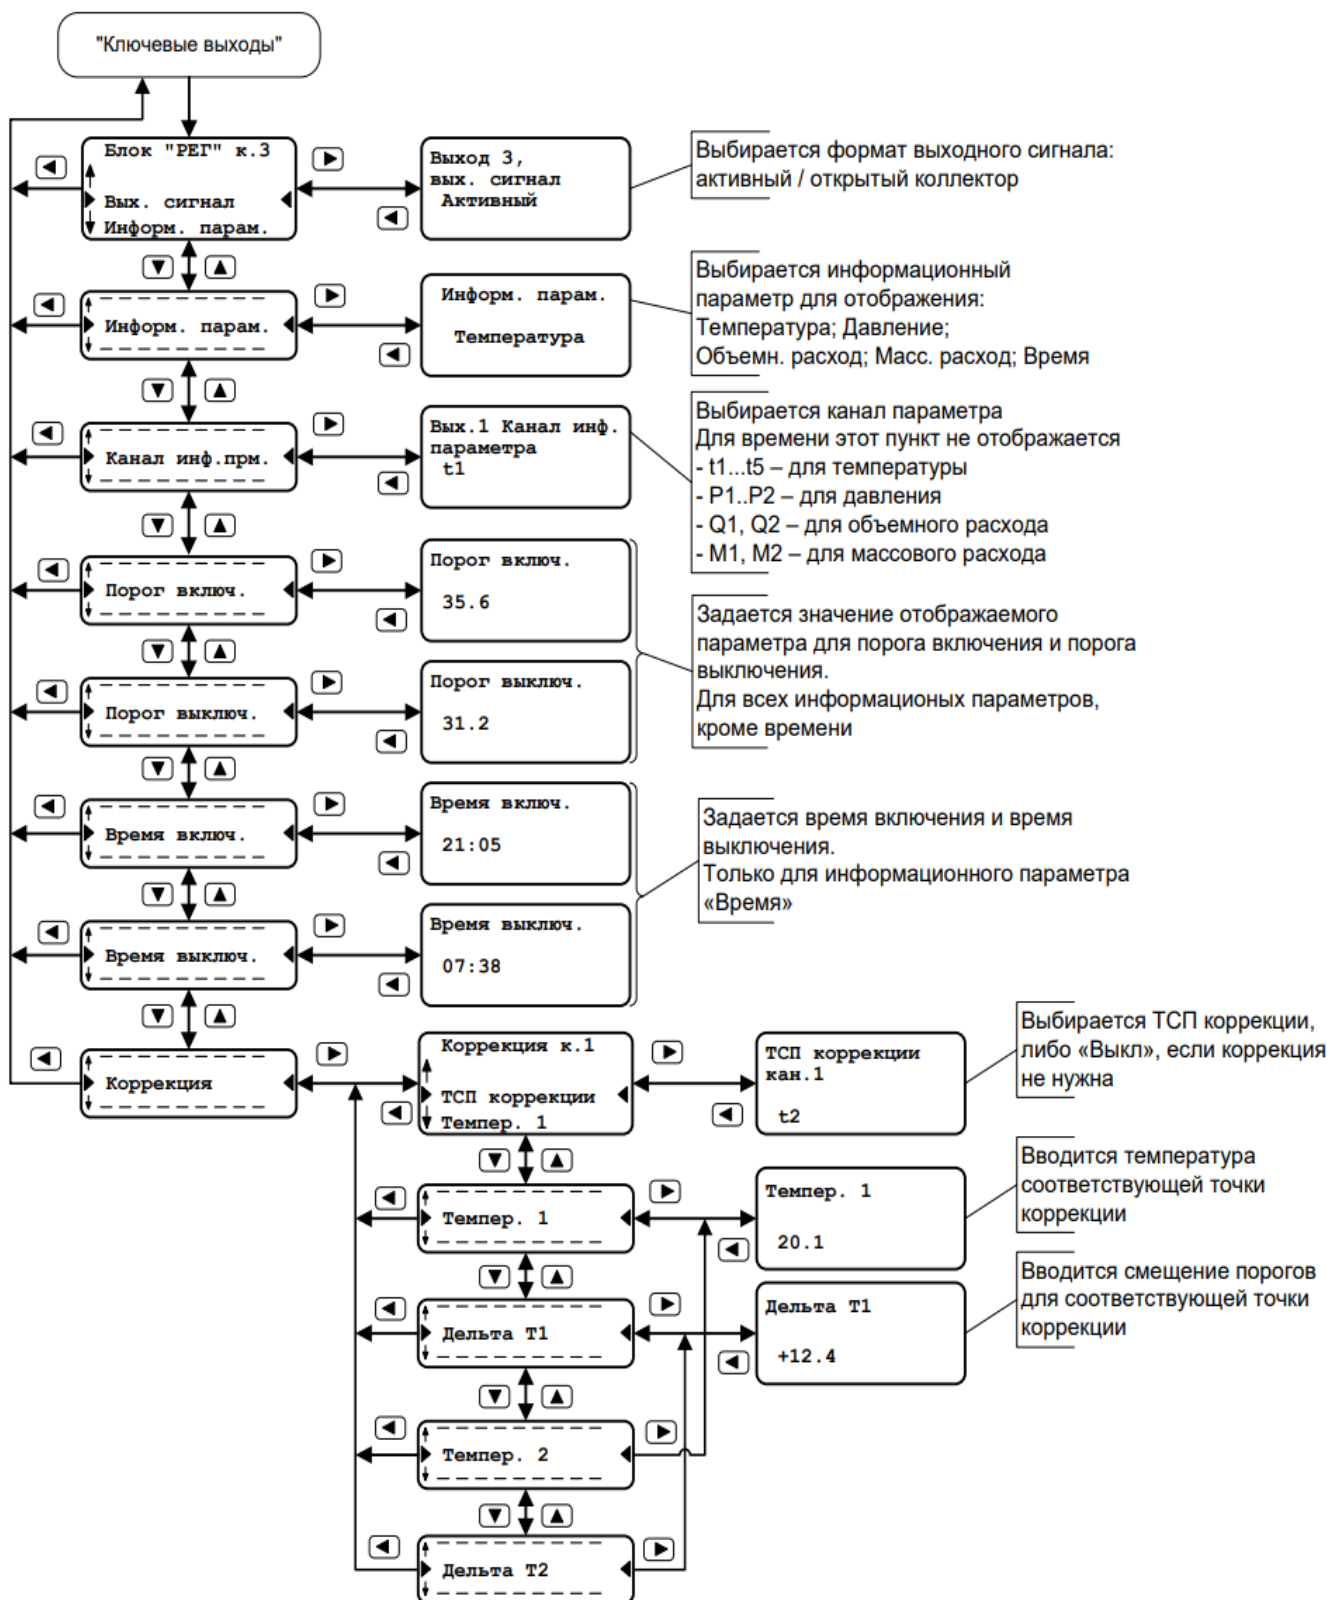 "Ключевые выходы"
Блок "РЕГ" к.3
Вых. сигнал
Информ. парам.
Выход 3,
вых. сигнал
Активный
Выбирается формат выходного сигнала:
активный / открытый коллектор
Информ. парам.
Информ. парам.
Температура
Выбирается информационный
параметр для отображения:
Температура; Давление;
Объемн. расход; Масс. расход; Время
Канал инф.прм.
Вых.1 Канал инф.
параметра
t1
Выбирается канал параметра
Для времени этот пункт не отображается
- t1...t5 – для температуры
- P1..P2 – для давления
- Q1, Q2 – для объемного расхода
- M1, M2 – для массового расхода
Порог включ.
Порог включ.
35.6
Порог выключ.
Порог выключ.
31.2
Задается значение отображаемого
параметра для порога включения и порога
выключения.
Для всех информационых параметров,
кроме времени
Время включ.
Время включ.
21:05
Время выключ.
Время выключ.
07:38
Задается время включения и время
выключения.
Только для информационного параметра
«Время»
Коррекция
Коррекция к.1
ТСП коррекции
Темпер. 1
ТСП коррекции
кан.1
t2
Выбирается ТСП коррекции,
либо «Выкл», если коррекция
не нужна
Темпер. 1
Темпер. 1
20.1
Вводится температура
соответствующей точки
коррекции
Дельта Т1
Дельта Т1
+12.4
Вводится смещение порогов
для соответствующей точки
коррекции
Темпер. 2
Дельта Т2